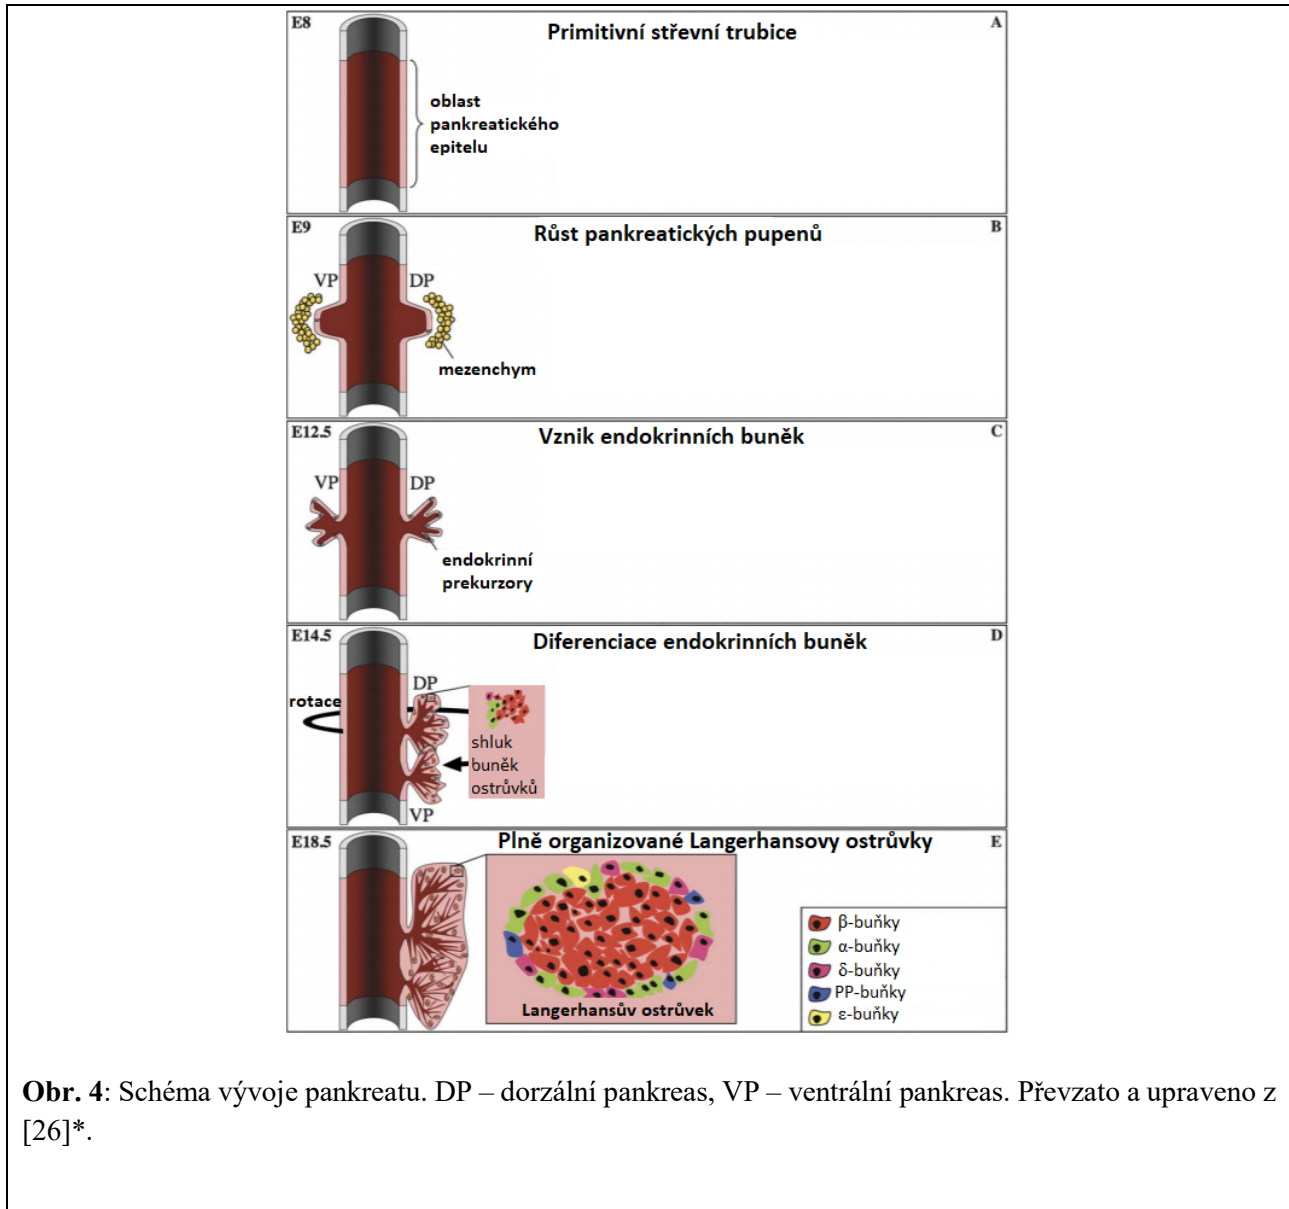 E8
Primitivní střevní trubice
A
oblast
pankreatického
epitelu
E9
Růst pankreatických pupenů
B
VP
DP
mezenchym
E12.5
Vznik endokrinních buněk
C
VP
DP
endokrinní
prekurzory
E14.5
Diferenciace endokrinních buněk
D
DP
rotace
shluk
buněk
ostrůvků
VP
E18.5
Plně organizované Langerhansovy ostrůvky
E
β-buňky
α-buňky
δ-buňky
PP-buňky
ε-buňky
Langerhansův ostrůvek
Obr. 4: Schéma vývoje pankreatu. DP – dorzální pankreas, VP – ventrální pankreas. Převzato a upraveno z
[26]*.